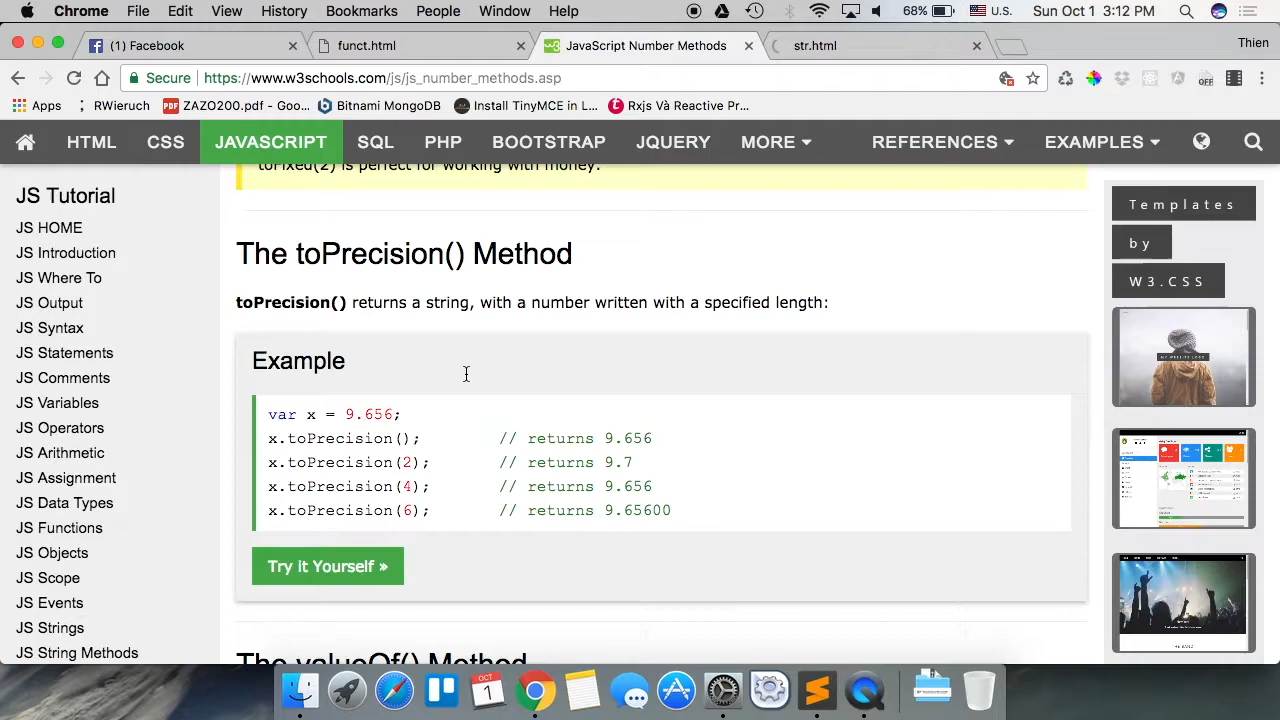 Chrome File Edit View History Bookmarks People Window Help 68% U.S. Sun Oct 1 3:12 PM
(1) Facebook funct.html JavaScript Number Methods str.html Thien
Secure https://www.w3schools.com/js/js_number_methods.asp OFF
Apps RWieruch PDF ZAZO200.pdf - Goo... Bitnami MongoDB Install TinyMCE in L... Rxjs Và Reactive Pr...
HTML CSS JAVASCRIPT SQL PHP BOOTSTRAP JQUERY MORE REFERENCES EXAMPLES
toFixed(2) is perfect for working with money.
JS Tutorial
JS HOME
JS Introduction
JS Where To
JS Output
JS Syntax
JS Statements
JS Comments
JS Variables
JS Operators
JS Arithmetic
JS Assignment
JS Data Types
JS Functions
JS Objects
JS Scope
JS Events
JS Strings
JS String Methods
The toPrecision() Method
toPrecision() returns a string, with a number written with a specified length:
Example
var x = 9.656;
x.toPrecision(); // returns 9.656
x.toPrecision(2); // returns 9.7
x.toPrecision(4); // returns 9.656
x.toPrecision(6); // returns 9.65600
Try it Yourself »
The valueOf() Method
Templates
by
W3.CSS
OCT
1